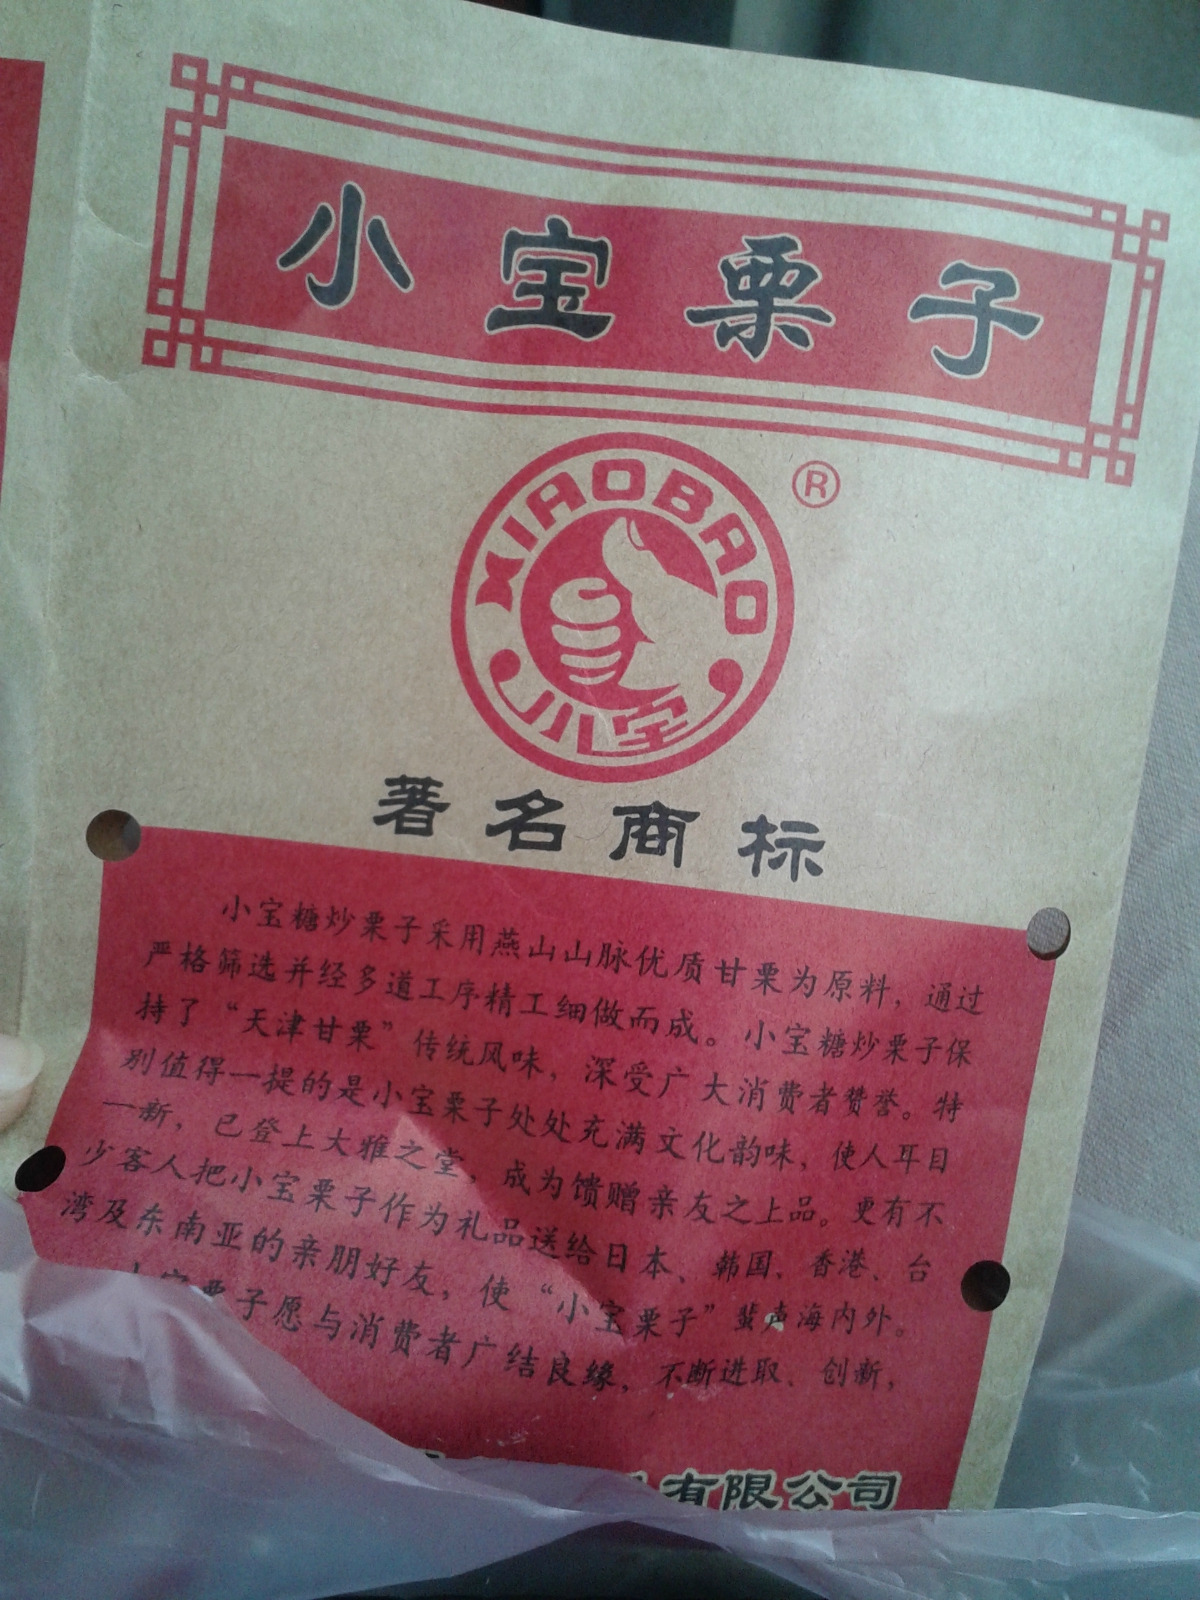 小宝栗子
XIAOBAO
®
小宝
著名商标
小宝糖炒栗子采用燕山山脉优质甘栗为原料，通过
严格筛选并经多道工序精工细做而成。小宝糖炒栗子保
持了“天津甘栗”传统风味，深受广大消费者赞誉。特
别值得一提的是小宝栗子处处充满文化韵味，使人耳目
一新，已登上大雅之堂，成为馈赠亲友之上品。更有不
少客人把小宝栗子作为礼品送给日本、韩国、香港、台
湾及东南亚的亲朋好友，使“小宝栗子”蜚声海内外。
小宝栗子愿与消费者广结良缘，不断进取、创新，
有限公司